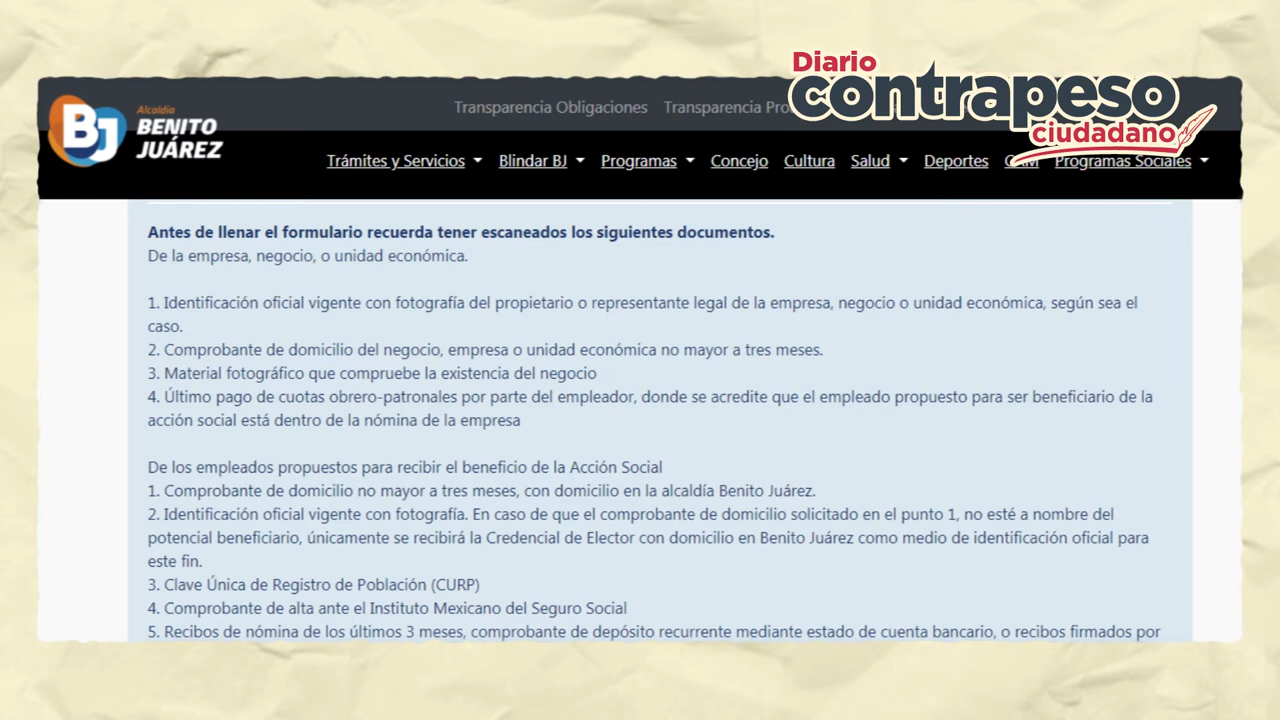 Diario
contrapeso
ciudadano
Alcaldía
BJ BENITO
JUÁREZ
Transparencia Obligaciones Transparencia
Trámites y Servicios Blindar BJ Programas Concejo Cultura Salud Deportes Programas Sociales
Antes de llenar el formulario recuerda tener escaneados los siguientes documentos.
De la empresa, negocio, o unidad económica.
1. Identificación oficial vigente con fotografía del propietario o representante legal de la empresa, negocio o unidad económica, según sea el
caso.
2. Comprobante de domicilio del negocio, empresa o unidad económica no mayor a tres meses.
3. Material fotográfico que compruebe la existencia del negocio
4. Último pago de cuotas obrero-patronales por parte del empleador, donde se acredite que el empleado propuesto para ser beneficiario de la
acción social está dentro de la nómina de la empresa
De los empleados propuestos para recibir el beneficio de la Acción Social
1. Comprobante de domicilio no mayor a tres meses, con domicilio en la alcaldía Benito Juárez.
2. Identificación oficial vigente con fotografía. En caso de que el comprobante de domicilio solicitado en el punto 1, no esté a nombre del
potencial beneficiario, únicamente se recibirá la Credencial de Elector con domicilio en Benito Juárez como medio de identificación oficial para
este fin.
3. Clave Única de Registro de Población (CURP)
4. Comprobante de alta ante el Instituto Mexicano del Seguro Social
5. Recibos de nómina de los últimos 3 meses, comprobante de depósito recurrente mediante estado de cuenta bancario, o recibos firmados por